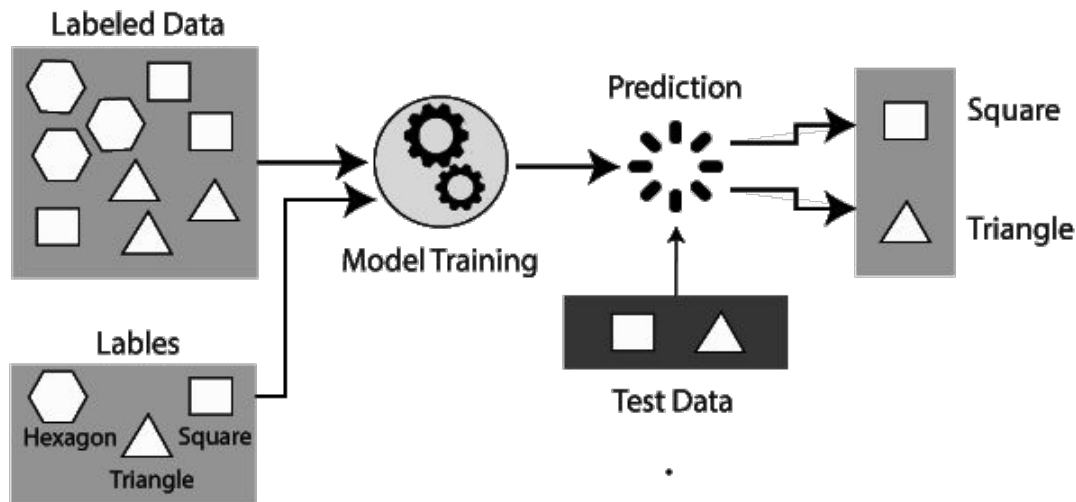 Labeled Data
Prediction
Square
Triangle
Model Training
Lables
Hexagon
Square
Triangle
Test Data